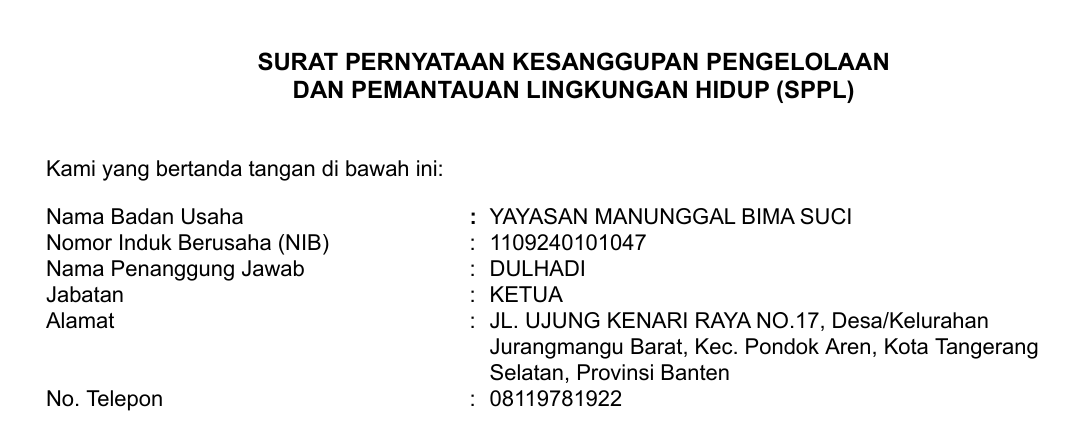 SURAT PERNYATAAN KESANGGUPAN PENGELOLAAN
DAN PEMANTAUAN LINGKUNGAN HIDUP (SPPL)
Kami yang bertanda tangan di bawah ini:
Nama Badan Usaha : YAYASAN MANUNGGAL BIMA SUCI
Nomor Induk Berusaha (NIB) : 1109240101047
Nama Penanggung Jawab : DULHADI
Jabatan : KETUA
Alamat : JL. UJUNG KENARI RAYA NO.17, Desa/Kelurahan
Jurangmangu Barat, Kec. Pondok Aren, Kota Tangerang
Selatan, Provinsi Banten
No. Telepon : 08119781922